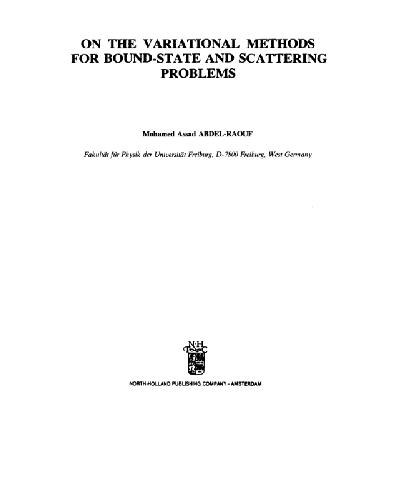 ON THE VARIATIONAL METHODS
FOR BOUND-STATE AND SCATTERING
PROBLEMS
Mohamed Assad ABDEL-RAOUF
Fakultät für Physik der Universität Freiburg, D-7800 Freiburg, West Germany
N·H
NORTH-HOLLAND PUBLISHING COMPANY - AMSTERDAM